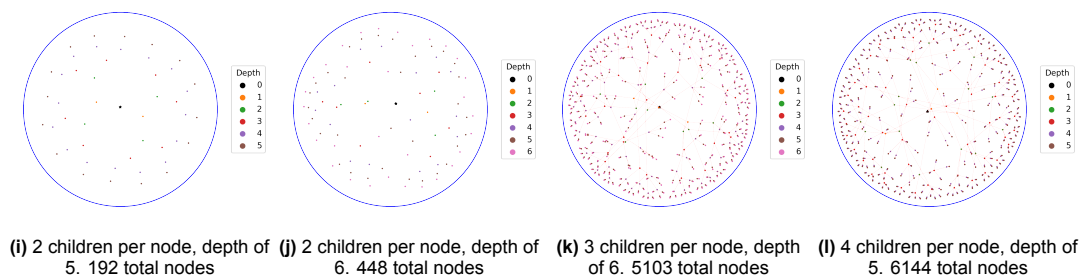 Depth
0
1
2
3
4
5
Depth
0
1
2
3
4
5
6
Depth
0
1
2
3
4
5
6
Depth
0
1
2
3
4
5
(i) 2 children per node, depth of
5. 192 total nodes
(j) 2 children per node, depth of
6. 448 total nodes
(k) 3 children per node, depth
of 6. 5103 total nodes
(l) 4 children per node, depth of
5. 6144 total nodes